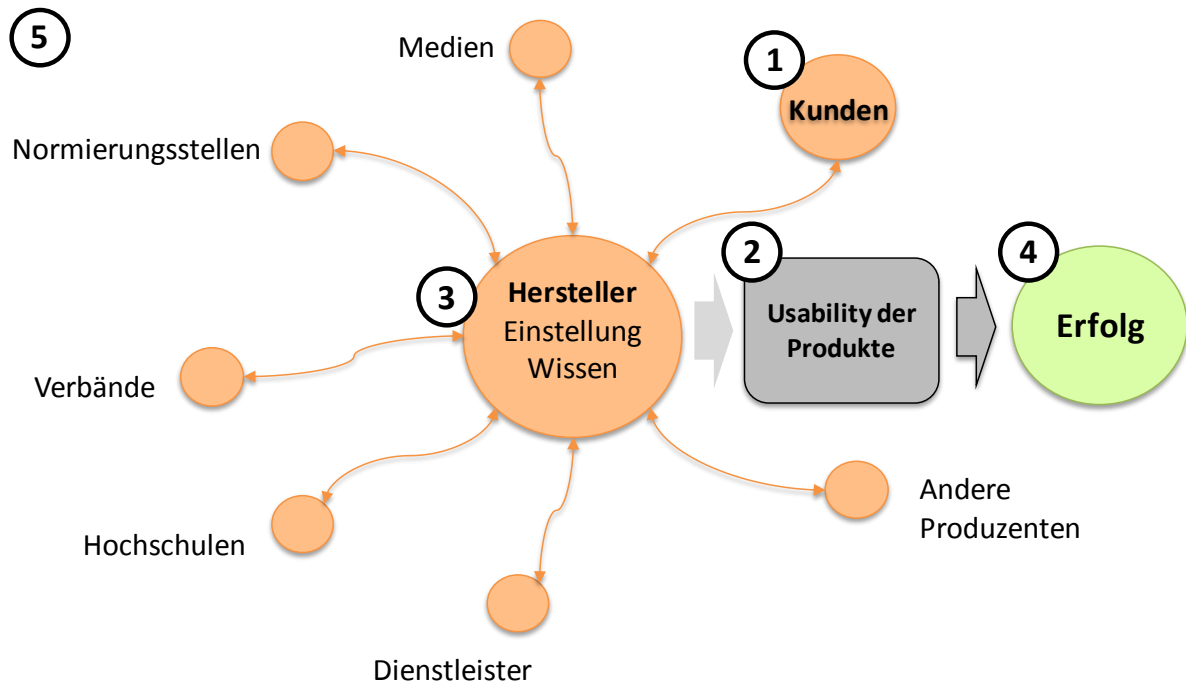 5
Medien
1
Kunden
Normierungsstellen
3
Hersteller
Einstellung
Wissen
2
Usability der
Produkte
4
Erfolg
Verbände
Hochschulen
Dienstleister
Andere
Produzenten